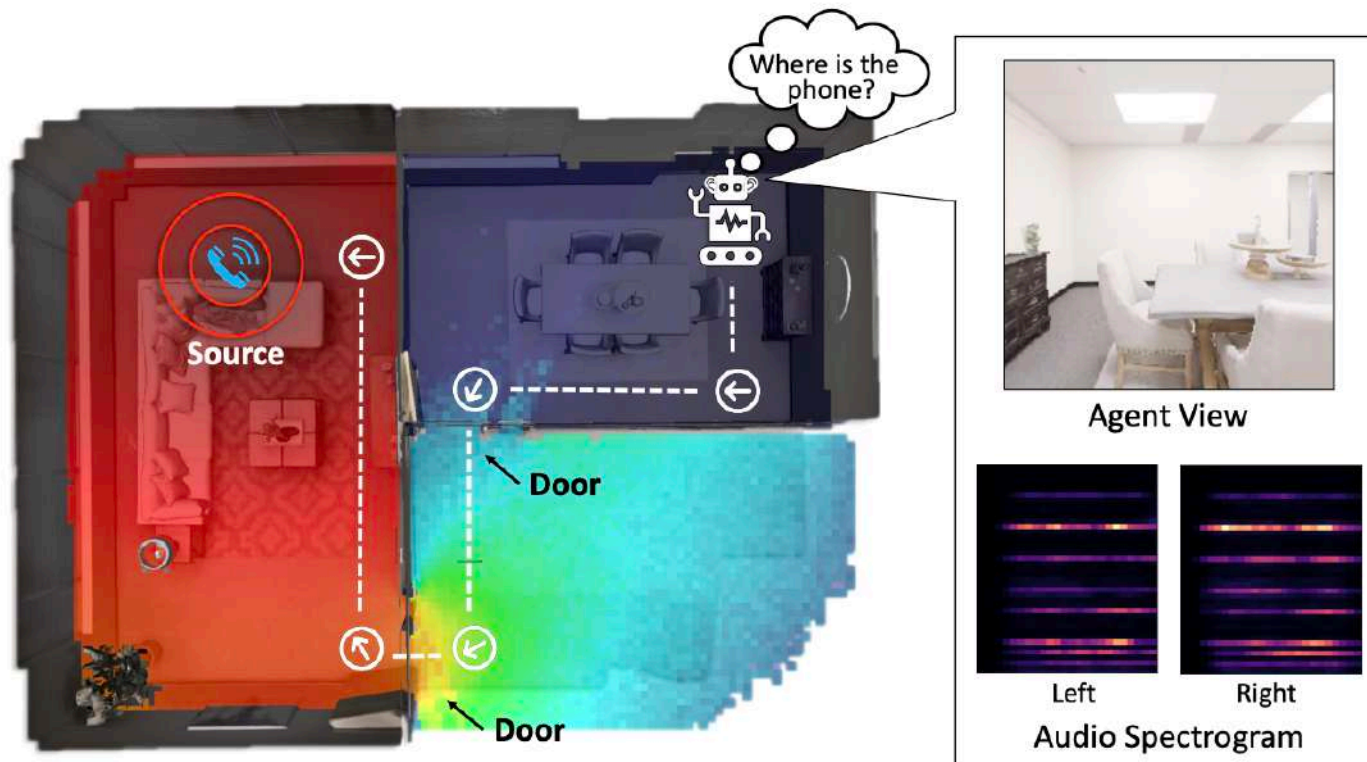 Where is the
phone?
Source
Door
Door
Agent View
Left
Right
Audio Spectrogram